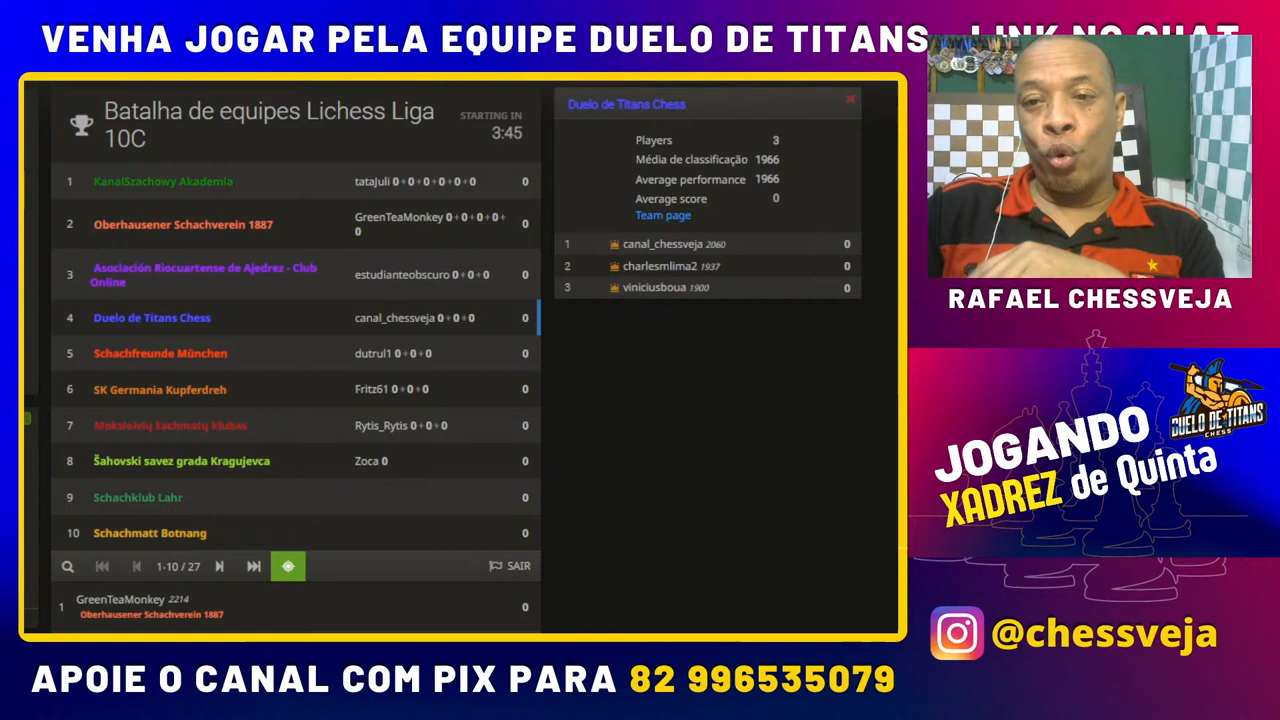 VENHA JOGAR PELA EQUIPE DUELO DE TITANS - LINK NO CHAT
Batalha de equipes Lichess Liga
10C
STARTING IN
3:45
1 KanalSzachowy Akademia tataJuli 0+0+0+0+0+0 0
2 Oberhausener Schachverein 1887 GreenTeaMonkey 0+0+0+0+
0 0
3 Asociación Riocuartense de Ajedrez - Club
Online estudianteobscuro 0+0+0 0
4 Duelo de Titans Chess canal_chessveja 0+0+0 0
5 Schachfreunde München dutrul1 0+0+0 0
6 SK Germania Kupferdreh Fritz61 0+0+0 0
7 Moksleivių šachmatų klubas Rytis_Rytis 0+0+0 0
8 Šahovski savez grada Kragujevca Zoca 0 0
9 Schachklub Lahr 0
10 Schachmatt Botnang 0
1-10 / 27 SAIR
1 GreenTeaMonkey 2214 0
Oberhausener Schachverein 1887
Duelo de Titans Chess
Players 3
Média de classificação 1966
Average performance 1966
Average score 0
Team page
1 canal_chessveja 2060 0
2 charlesmlima2 1937 0
3 viniciusboua 1900 0
RAFAEL CHESSVEJA
DUELO DE TITANS
CHESS
JOGANDO
XADREZ de Quinta
@chessveja
APOIE O CANAL COM PIX PARA 82 996535079